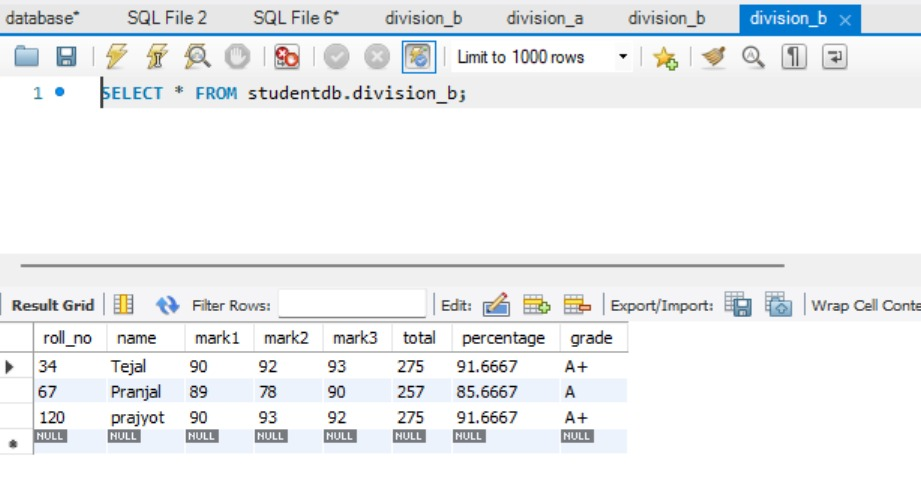 database* SQL File 2 SQL File 6* division_b division_a division_b division_b ×
Limit to 1000 rows
1 SELECT * FROM studentdb.division_b;
Result Grid Filter Rows: Edit: Export/Import: Wrap Cell Conte
roll_no name mark1 mark2 mark3 total percentage grade
34 Tejal 90 92 93 275 91.6667 A+
67 Pranjal 89 78 90 257 85.6667 A
120 prajyot 90 93 92 275 91.6667 A+
* NULL NULL NULL NULL NULL NULL NULL NULL